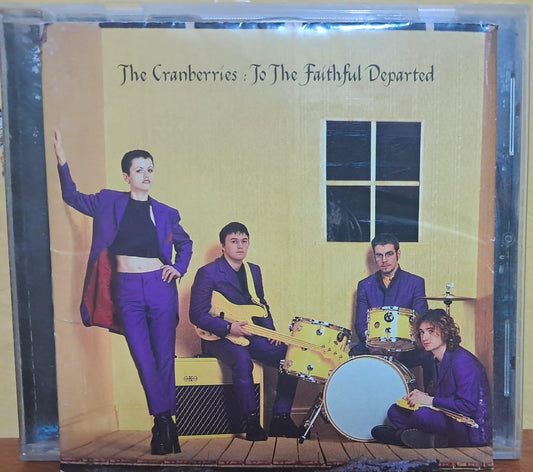 The Cranberries : To The Faithful Departed